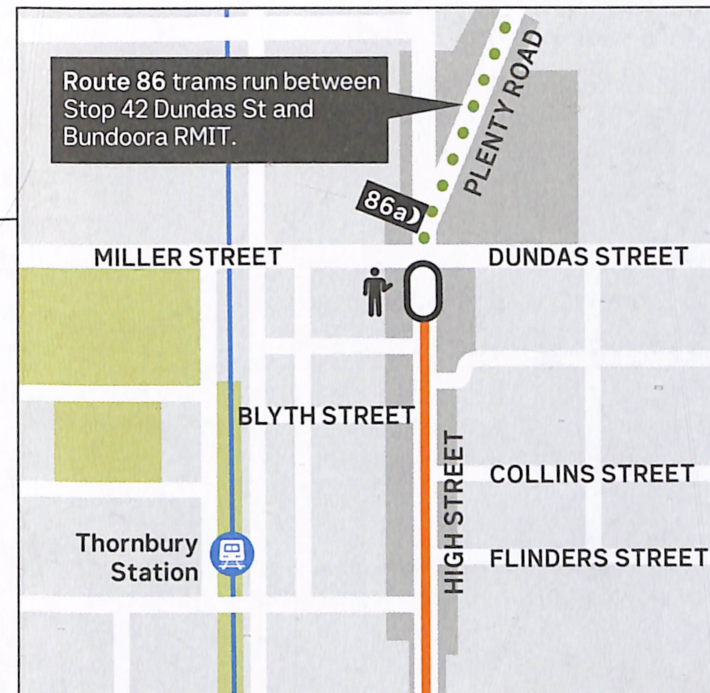 Route 86 trams run between
Stop 42 Dundas St and
Bundoora RMIT.
PLENTY ROAD
86a
MILLER STREET
DUNDAS STREET
BLYTH STREET
HIGH STREET
COLLINS STREET
Thornbury
Station
FLINDERS STREET